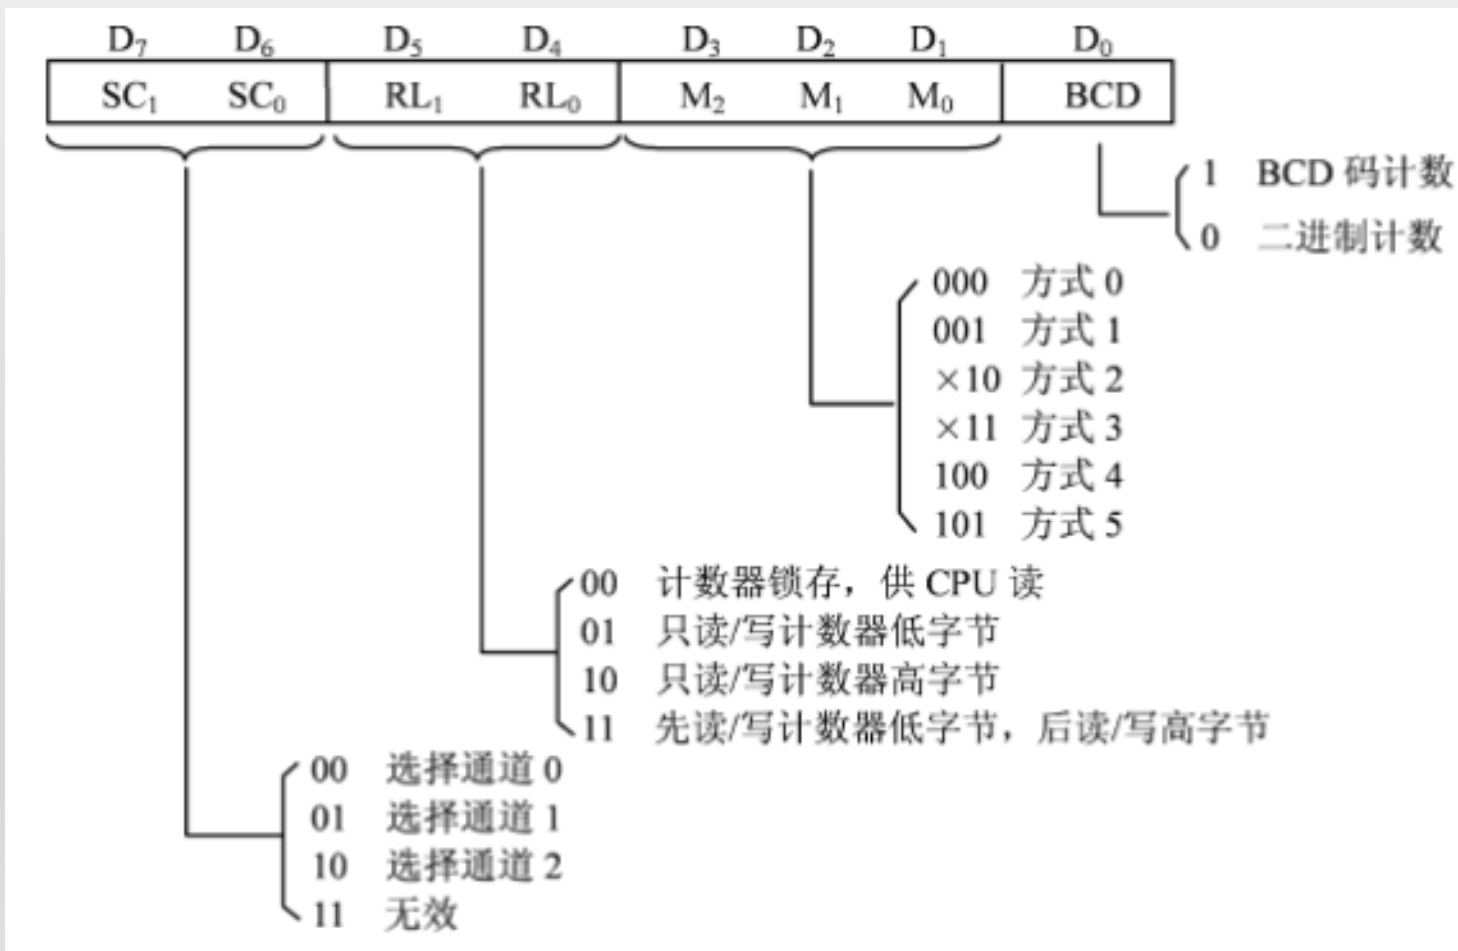 D₇ D₆ D₅ D₄ D₃ D₂ D₁ D₀
SC₁ SC₀ RL₁ RL₀ M₂ M₁ M₀ BCD
1 BCD 码计数
0 二进制计数
000 方式 0
001 方式 1
×10 方式 2
×11 方式 3
100 方式 4
101 方式 5
00 计数器锁存，供 CPU 读
01 只读/写计数器低字节
10 只读/写计数器高字节
11 先读/写计数器低字节，后读/写高字节
00 选择通道 0
01 选择通道 1
10 选择通道 2
11 无效